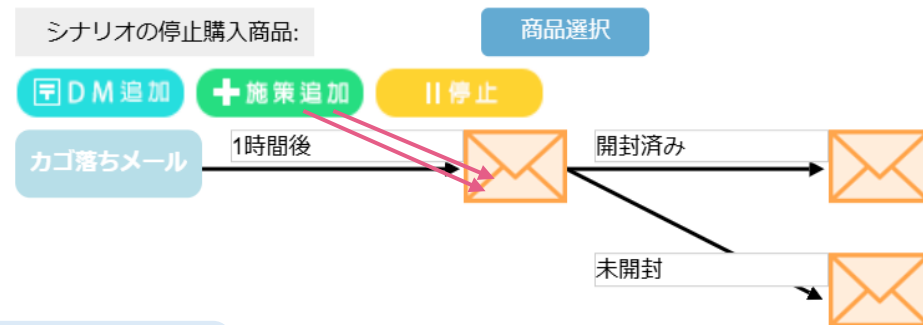 シナリオの停止購入商品:
商品選択
DM追加
施策追加
停止
カゴ落ちメール
1時間後
開封済み
未開封